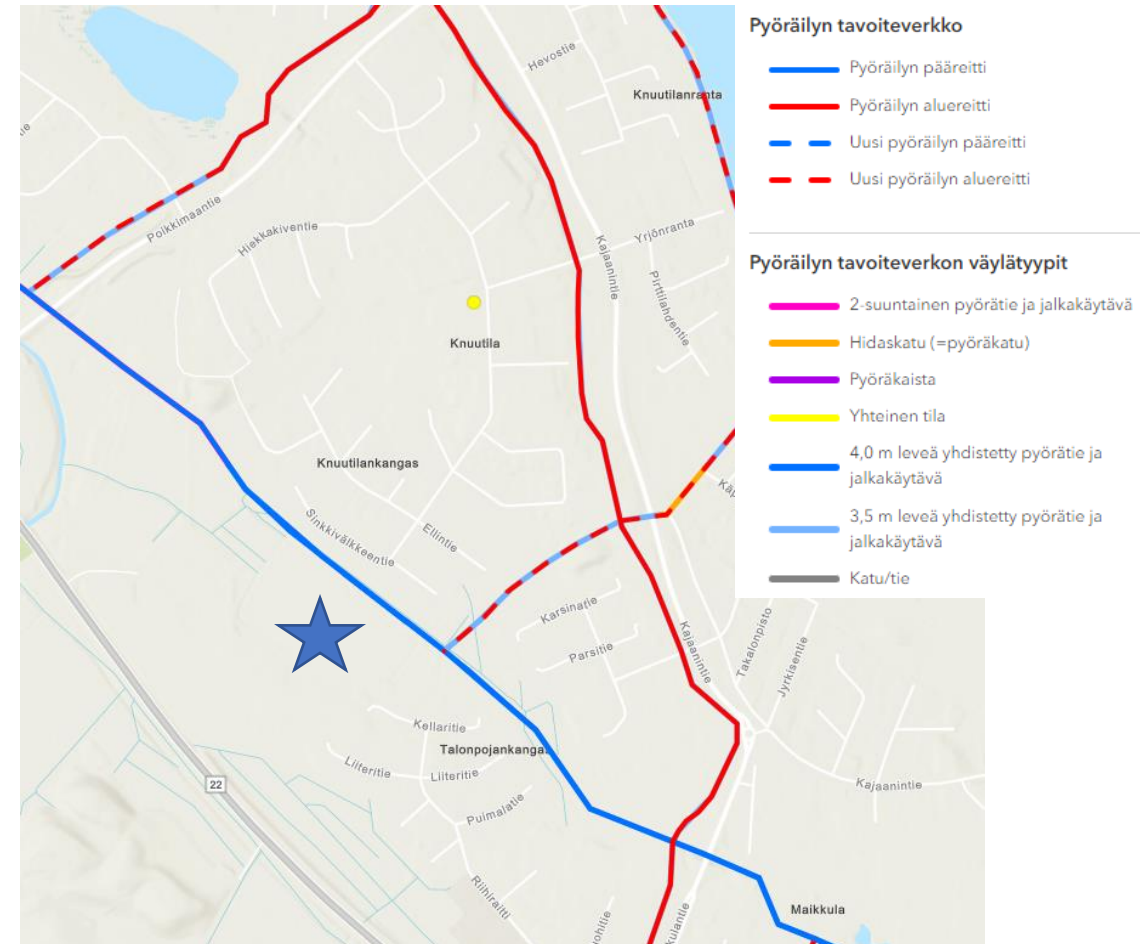 Pyöräilyn tavoiteverkko
Pyöräilyn pääreitti
Pyöräilyn aluereitti
Uusi pyöräilyn pääreitti
Uusi pyöräilyn aluereitti
Pyöräilyn tavoiteverkon väylätyypit
2-suuntainen pyörätie ja jalkakäytävä
Hidaskatu (=pyöräkatu)
Pyöräkaista
Yhteinen tila
4,0 m leveä yhdistetty pyörätie ja
jalkakäytävä
3,5 m leveä yhdistetty pyörätie ja
jalkakäytävä
Katu/tie
Hevostie
Knuutilanranta
Poikkimaantie
Hiekkakiventie
Yrjönranta
Kajaanintie
Pirttilahdentie
Knuutila
Knuutilankangas
Sinkkivälkkeentie
Ellintie
Karsinatie
Parsitie
Kajaanintie
Takalonpisto
Jyrkisentie
Kellaritie
Talonpojankangas
Liiteritie
Liiteritie
22
Puimalatie
Kajaanintie
Riihiraitti
Maikkula